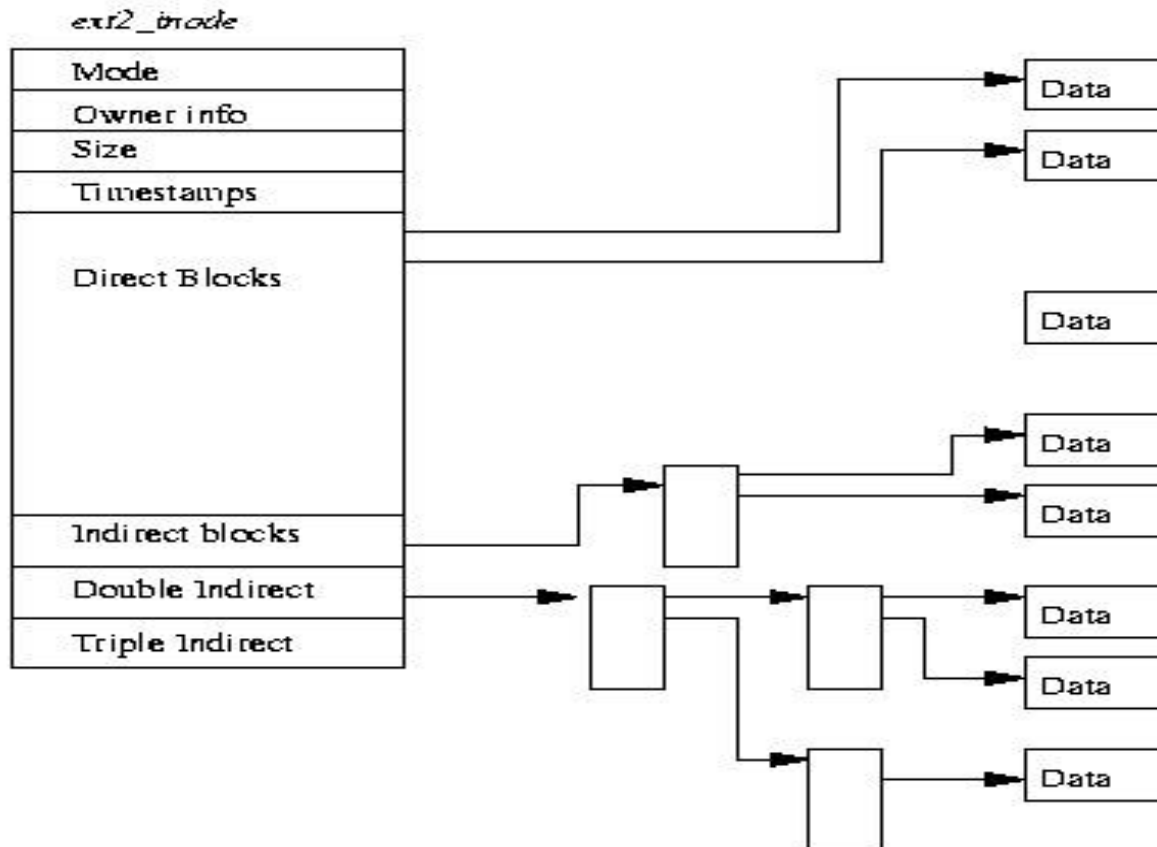 ext2_inode
Mode
Owner info
Size
Timestamps
Direct Blocks
Indirect blocks
Double Indirect
Triple Indirect
Data
Data
Data
Data
Data
Data
Data
Data